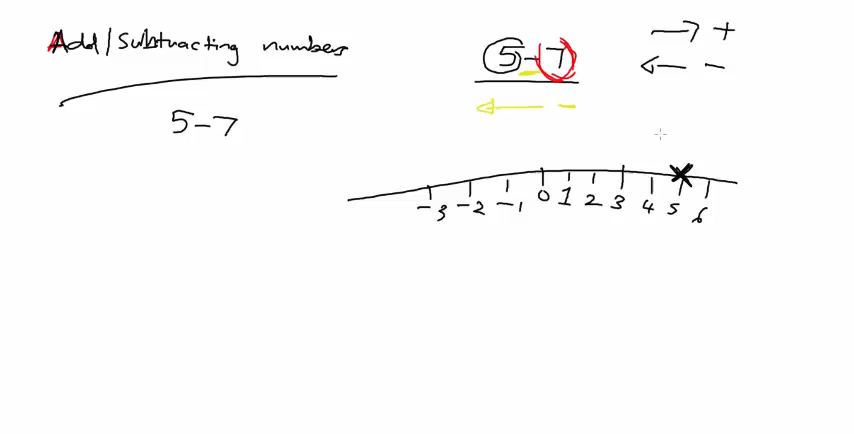 Add/Subtracting numbers
5-7
5-7
→ +
← -
← -
-3 -2 -1 0 1 2 3 4 5 6